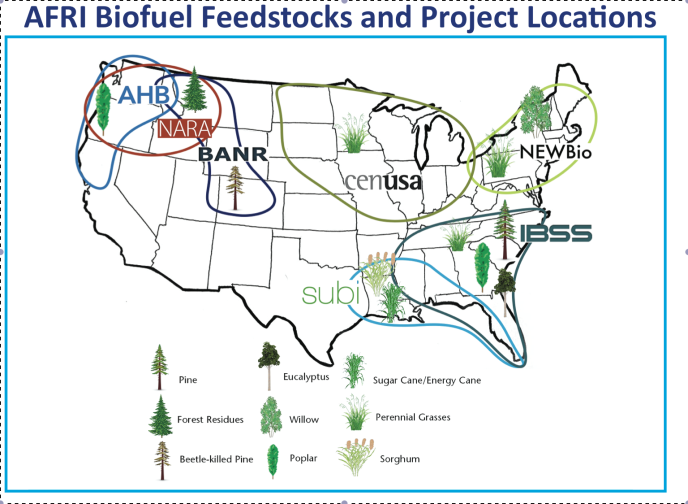 AFRI Biofuel Feedstocks and Project Locations
AHB
NARA
BANR
cenusa
NEWBio
IBSS
subi
Pine
Eucalyptus
Sugar Cane/Energy Cane
Forest Residues
Willow
Perennial Grasses
Beetle-killed Pine
Poplar
Sorghum